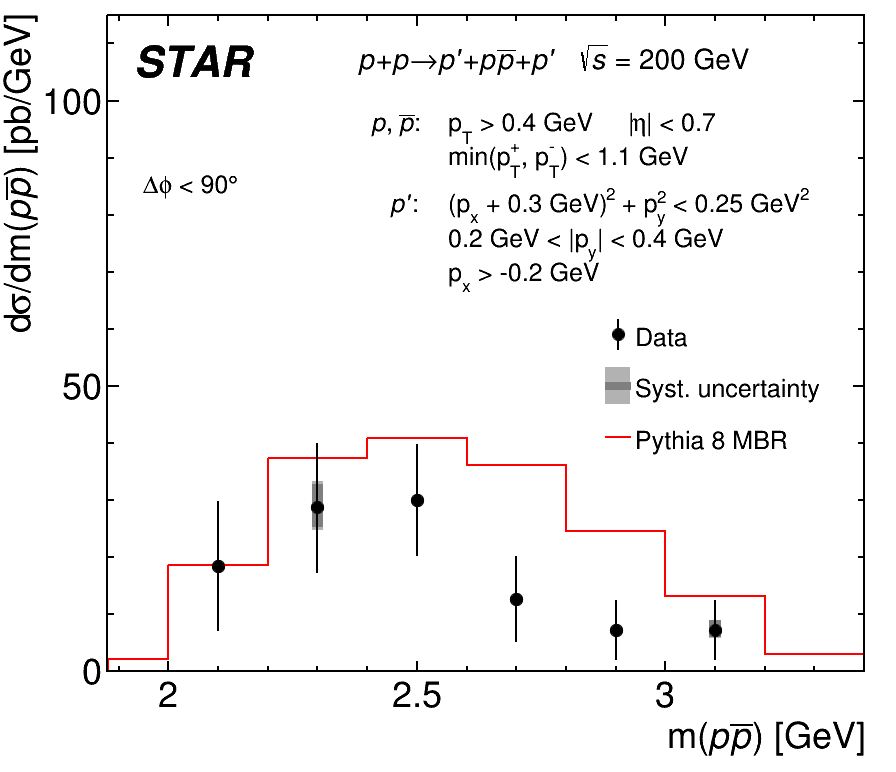 STAR
p+p→p′+pp̅+p′ √s = 200 GeV
p, p̅: p_T > 0.4 GeV |η| < 0.7
min(p_T^+, p_T^-) < 1.1 GeV
Δϕ < 90°
p′: (p_x + 0.3 GeV)^2 + p_y^2 < 0.25 GeV^2
0.2 GeV < |p_y| < 0.4 GeV
p_x > -0.2 GeV
Data
Syst. uncertainty
Pythia 8 MBR
dσ/dm(pp̅) [pb/GeV]
100
50
0
2 2.5 3
m(pp̅) [GeV]